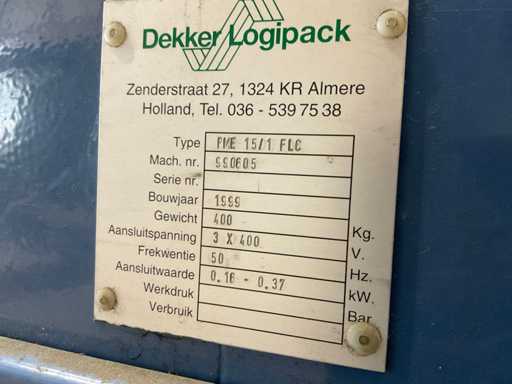 Dekker Logipack
Zenderstraat 27, 1324 KR Almere
Holland, Tel. 036 - 539 75 38
Type PME 15/1 FLC
Mach. nr. 990605
Serie nr.
Bouwjaar 1999
Gewicht 400 Kg.
Aansluitspanning 3 X 400 V.
Frekwentie 50 Hz.
Aansluitwaarde 0.16 - 0.37 kW.
Werkdruk Bar
Verbruik